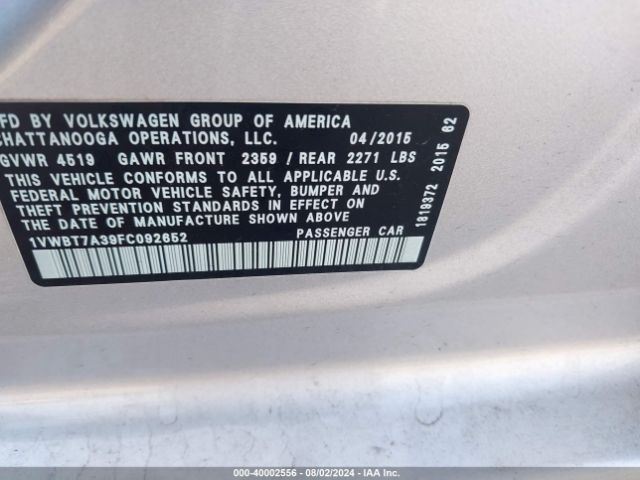 FD BY VOLKSWAGEN GROUP OF AMERICA
CHATTANOOGA OPERATIONS, LLC. 04/2015
GVWR 4519 GAWR FRONT 2359 / REAR 2271 LBS
THIS VEHICLE CONFORMS TO ALL APPLICABLE U.S.
FEDERAL MOTOR VEHICLE SAFETY, BUMPER AND
THEFT PREVENTION STANDARDS IN EFFECT ON
THE DATE OF MANUFACTURE SHOWN ABOVE
1VWBT7A39FC092652 PASSENGER CAR
1819372 2015 62
000-40002556 - 08/02/2024 - IAA Inc.